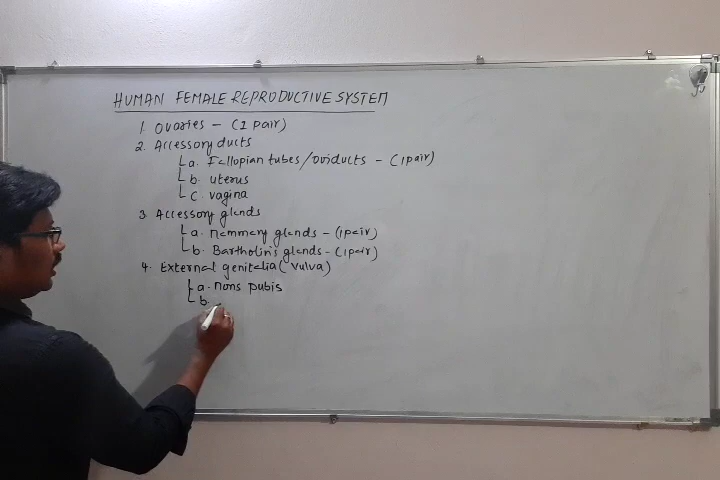 HUMAN FEMALE REPRODUCTIVE SYSTEM
1. Ovaries - (1 pair)
2. Accessory ducts
a. Fallopian tubes/oviducts - (1pair)
b. uterus
c. vagina
3. Accessory glands
a. Mammary glands - (1pair)
b. Bartholin's glands - (1pair)
4. External genitalia (vulva)
a. Mons pubis
b.